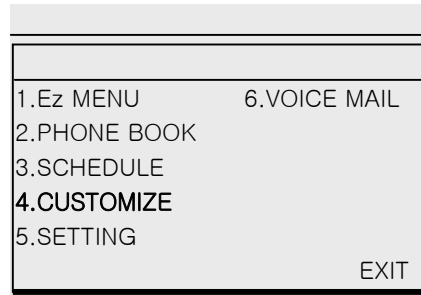 1.Ez MENU 6.VOICE MAIL
2.PHONE BOOK
3.SCHEDULE
4.CUSTOMIZE
5.SETTING
EXIT